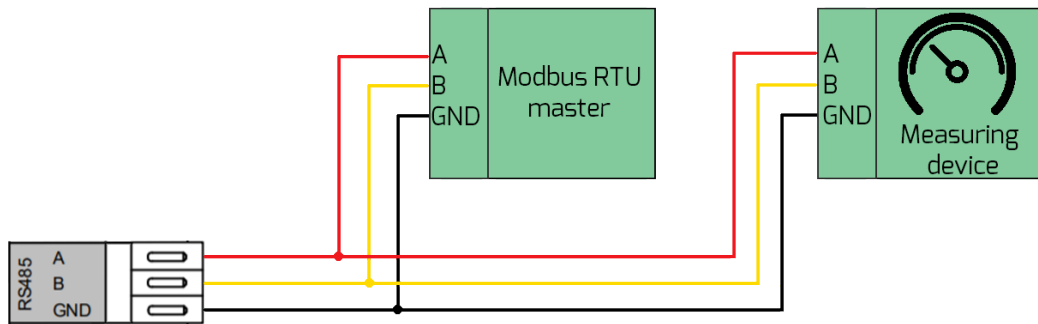 A
B
GND
Modbus RTU
master
A
B
GND
Measuring
device
RS485
A
B
GND